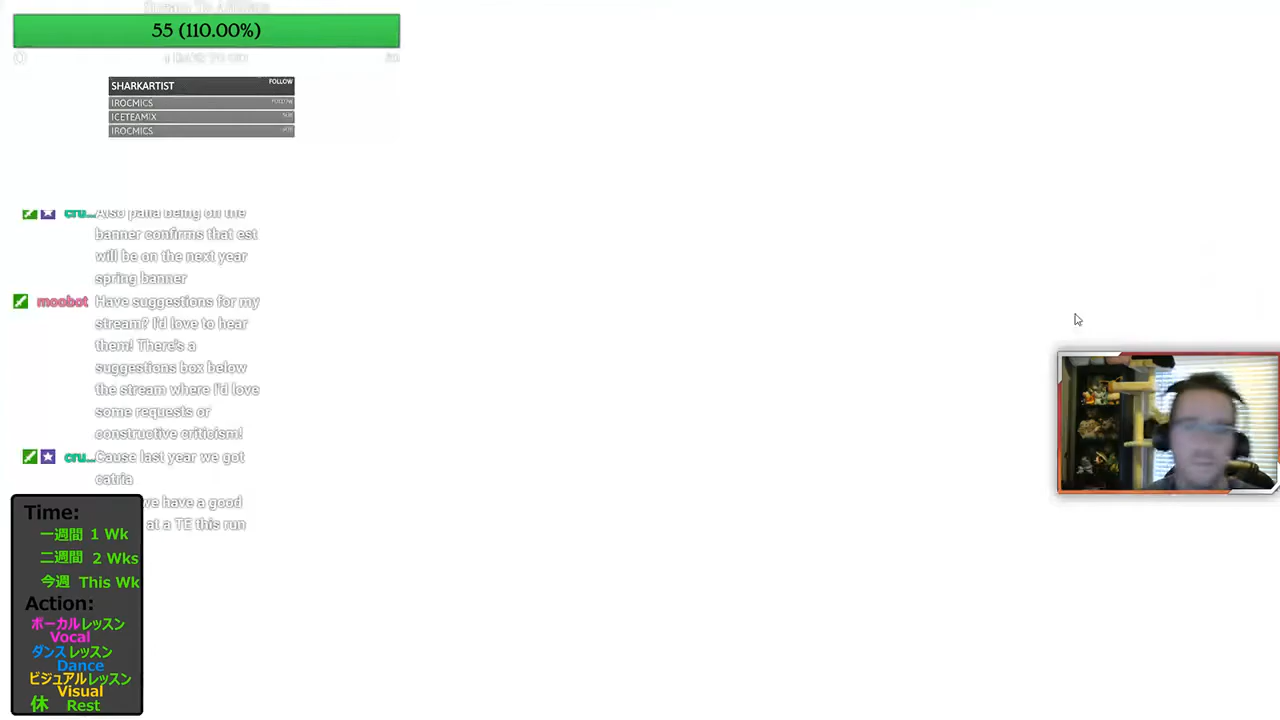 55 (110.00%)
SHARKARTIST FOLLOW
IROCMICS
ICETEAMIX
IROCMICS
cru... Also palla being on the
banner confirms that est
will be on the next year
spring banner
moobot Have suggestions for my
stream? I'd love to hear
them! There's a
suggestions box below
the stream where I'd love
some requests or
constructive criticism!
cru... Cause last year we got
catria
we have a good
at a TE this run
Time:
一週間 1 Wk
二週間 2 Wks
今週 This Wk
Action:
ボーカルレッスン
Vocal
ダンスレッスン
Dance
ビジュアルレッスン
Visual
休 Rest